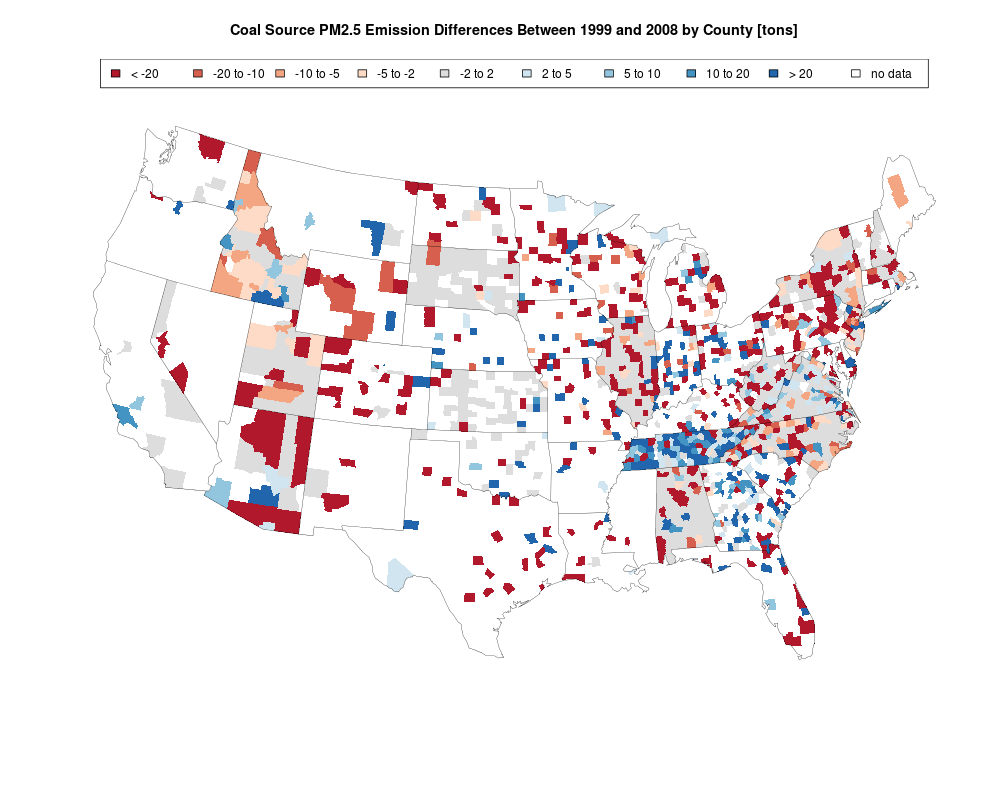 Coal Source PM2.5 Emission Differences Between 1999 and 2008 by County [tons]
< -20 -20 to -10 -10 to -5 -5 to -2 -2 to 2 2 to 5 5 to 10 10 to 20 > 20 no data